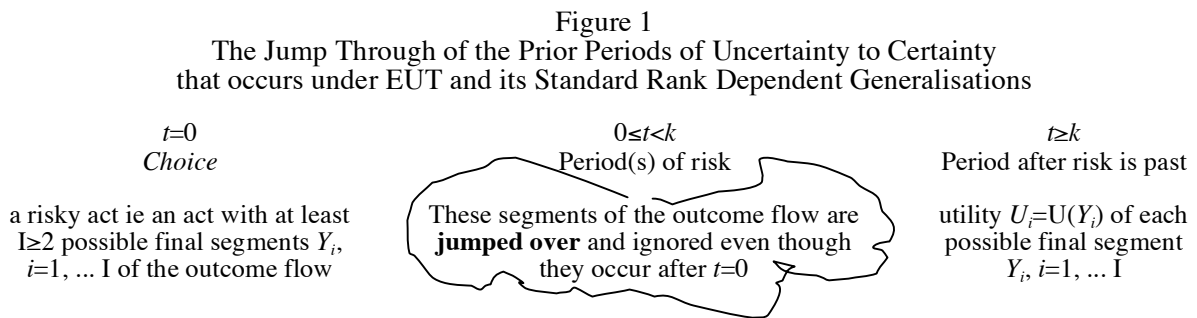 Figure 1
The Jump Through of the Prior Periods of Uncertainty to Certainty
that occurs under EUT and its Standard Rank Dependent Generalisations
t=0
Choice
a risky act ie an act with at least
I≥2 possible final segments Yᵢ,
i=1, ... I of the outcome flow
0≤t<k
Period(s) of risk
These segments of the outcome flow are
jumped over and ignored even though
they occur after t=0
t≥k
Period after risk is past
utility Uᵢ=U(Yᵢ) of each
possible final segment
Yᵢ, i=1, ... I